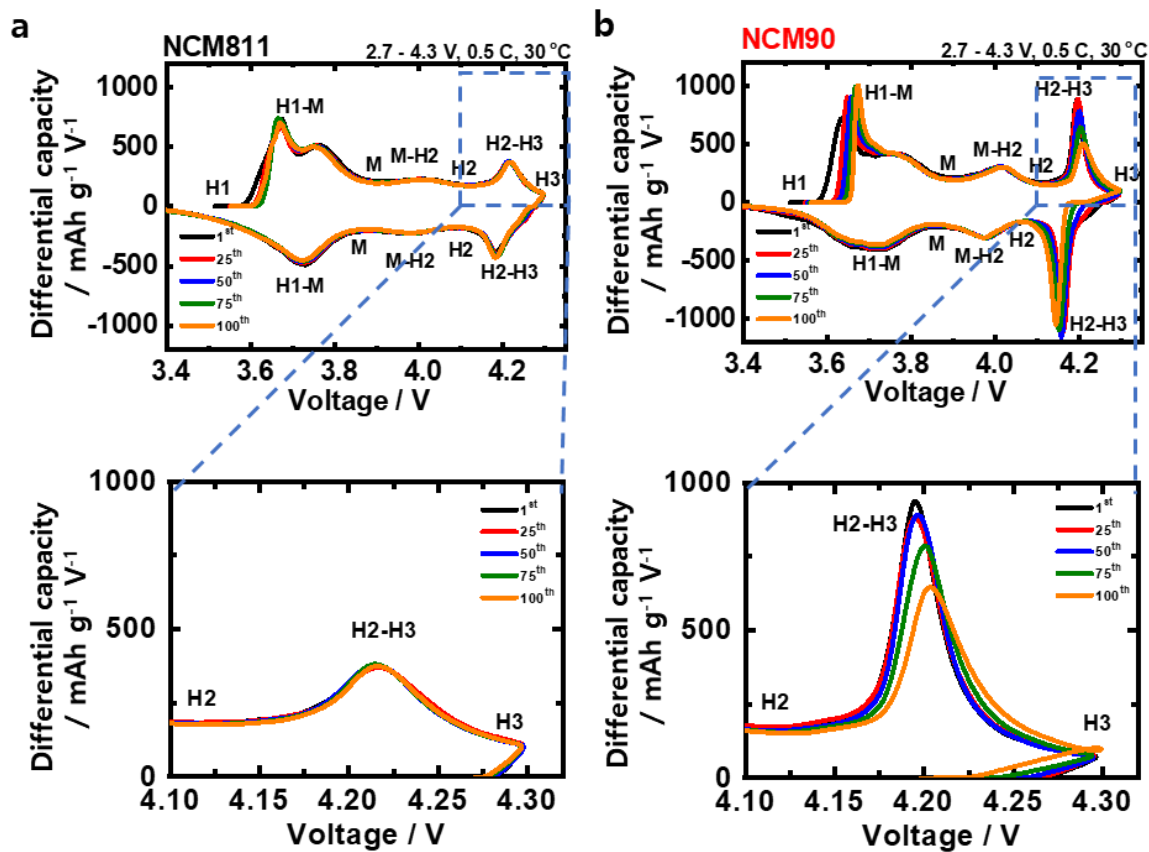 a
NCM811
2.7 - 4.3 V, 0.5 C, 30 °C
Differential capacity
/ mAh g⁻¹ V⁻¹
1000
500
0
-500
-1000
H1
H1-M
M
M-H2
H2
H2-H3
H3
H1-M
M
M-H2
H2
H2-H3
1st
25th
50th
75th
100th
3.4
3.6
3.8
4.0
4.2
Voltage / V
b
NCM90
2.7 - 4.3 V, 0.5 C, 30 °C
Differential capacity
/ mAh g⁻¹ V⁻¹
1000
500
0
-500
-1000
H1
H1-M
M
M-H2
H2
H2-H3
H3
H1-M
M
M-H2
H2
H2-H3
1st
25th
50th
75th
100th
3.4
3.6
3.8
4.0
4.2
Voltage / V
Differential capacity
/ mAh g⁻¹ V⁻¹
1000
500
0
H2
H2-H3
H3
1st
25th
50th
75th
100th
4.10
4.15
4.20
4.25
4.30
Voltage / V
Differential capacity
/ mAh g⁻¹ V⁻¹
1000
500
0
H2
H2-H3
H3
1st
25th
50th
75th
100th
4.10
4.15
4.20
4.25
4.30
Voltage / V